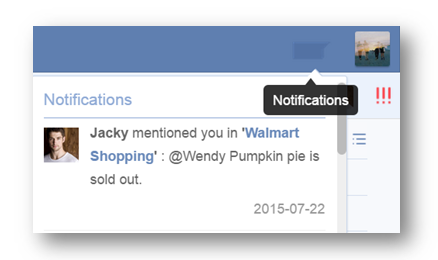 Notifications
Notifications
!!!
Jacky mentioned you in 'Walmart
Shopping' : @Wendy Pumpkin pie is
sold out.
2015-07-22